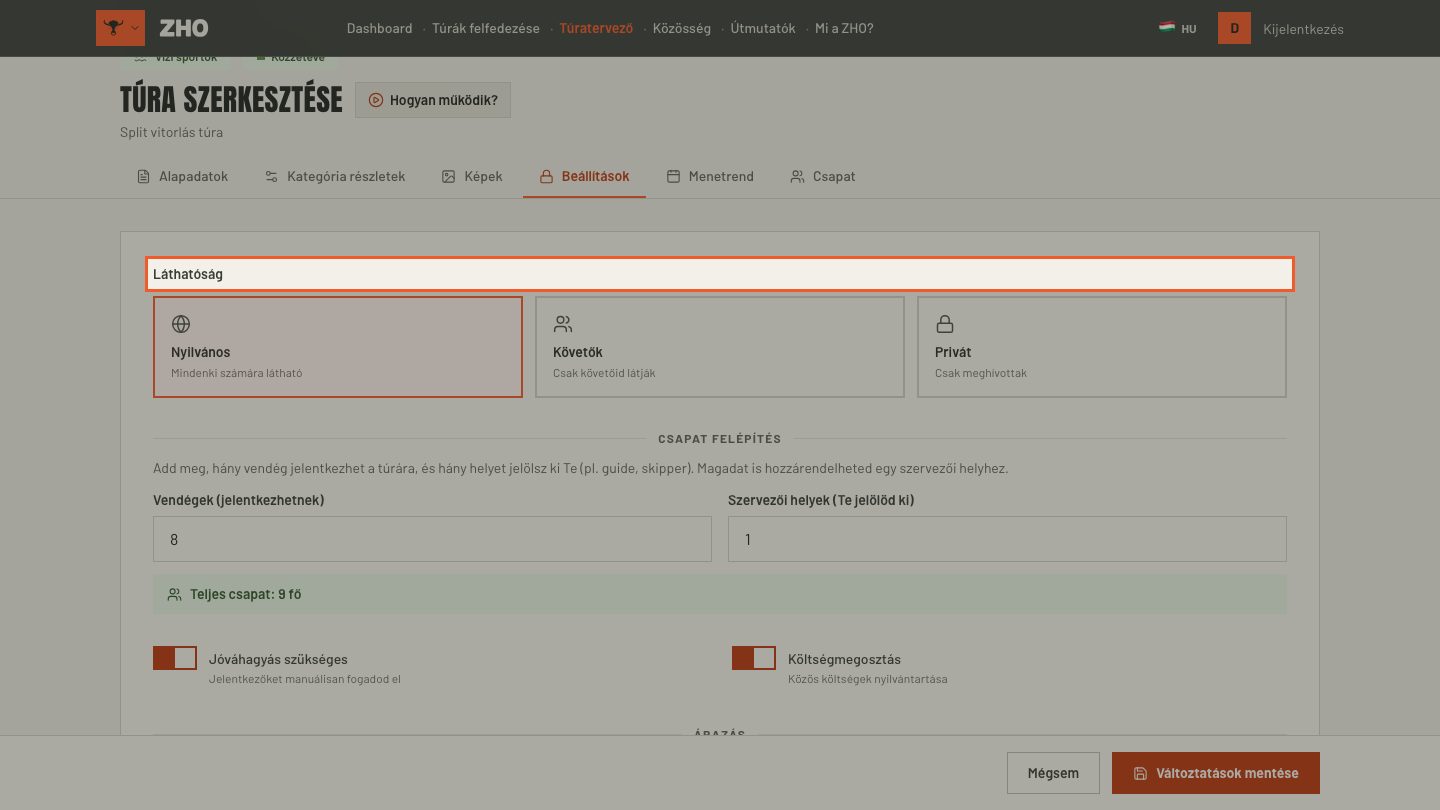 ZHO
Dashboard · Túrák felfedezése · Túratervező · Közösség · Útmutatók · Mi a ZHO?
HU
D
Kijelentkezés
Vízi sportok
Közzétéve
TÚRA SZERKESZTÉSE
Hogyan működik?
Split vitorlás túra
Alapadatok
Kategória részletek
Képek
Beállítások
Menetrend
Csapat
Láthatóság
Nyilvános
Mindenki számára látható
Követők
Csak követőid látják
Privát
Csak meghívottak
CSAPAT FELÉPÍTÉS
Add meg, hány vendég jelentkezhet a túrára, és hány helyet jelölsz ki Te (pl. guide, skipper). Magadat is hozzárendelheted egy szervezői helyhez.
Vendégek (jelentkezhetnek)
8
Szervezői helyek (Te jelölöd ki)
1
Teljes csapat: 9 fő
Jóváhagyás szükséges
Jelentkezőket manuálisan fogadod el
Költségmegosztás
Közös költségek nyilvántartása
ÁRAZÁS
Mégsem
Változtatások mentése